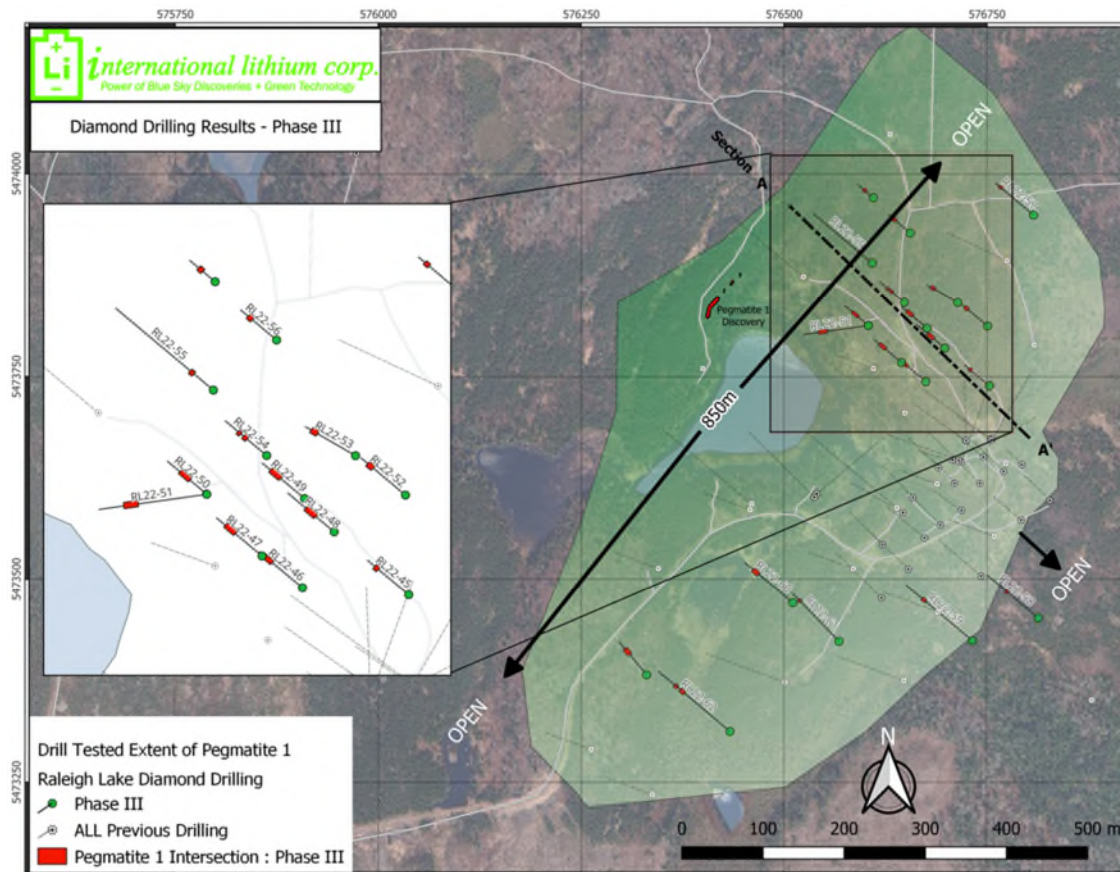 575750
576000
576250
576500
576750
5474000
5473750
5473500
5473250
+
Li
-
international lithium corp.
Power of Blue Sky Discoveries + Green Technology
Diamond Drilling Results - Phase III
RL22-56
RL22-55
RL22-54
RL22-53
RL22-52
RL22-50
RL22-49
RL22-51
RL22-48
RL22-47
RL22-46
RL22-45
Section
A
OPEN
Pegmatite 1
Discovery
RL22-51
850m
A'
OPEN
OPEN
N
Drill Tested Extent of Pegmatite 1
Raleigh Lake Diamond Drilling
Phase III
ALL Previous Drilling
Pegmatite 1 Intersection : Phase III
0 100 200 300 400 500 m